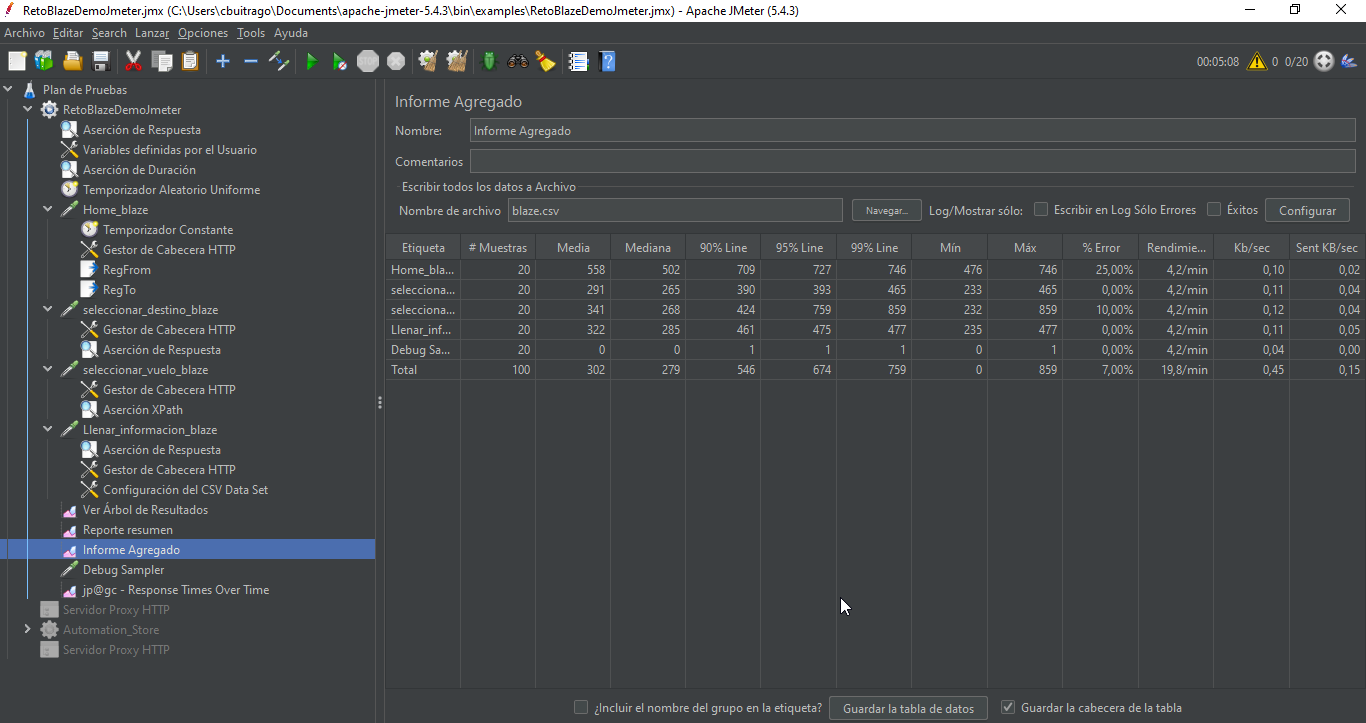 RetoBlazeDemoJmeter.jmx (C:\Users\cbuitrago\Documents\apache-jmeter-5.4.3\bin\examples\RetoBlazeDemoJmeter.jmx) - Apache JMeter (5.4.3)
Archivo Editar Search Lanzar Opciones Tools Ayuda
00:05:08 0 0/20
Plan de Pruebas
RetoBlazeDemoJmeter
Aserción de Respuesta
Variables definidas por el Usuario
Aserción de Duración
Temporizador Aleatorio Uniforme
Home_blaze
Temporizador Constante
Gestor de Cabecera HTTP
RegFrom
RegTo
seleccionar_destino_blaze
Gestor de Cabecera HTTP
Aserción de Respuesta
seleccionar_vuelo_blaze
Gestor de Cabecera HTTP
Aserción XPath
Llenar_informacion_blaze
Aserción de Respuesta
Gestor de Cabecera HTTP
Configuración del CSV Data Set
Ver Árbol de Resultados
Reporte resumen
Informe Agregado
Debug Sampler
jp@gc - Response Times Over Time
Servidor Proxy HTTP
Automation_Store
Servidor Proxy HTTP
Informe Agregado
Nombre: Informe Agregado
Comentarios
Escribir todos los datos a Archivo
Nombre de archivo blaze.csv Navegar... Log/Mostrar sólo: Escribir en Log Sólo Errores Éxitos Configurar
Etiqueta # Muestras Media Mediana 90% Line 95% Line 99% Line Mín Máx % Error Rendimie... Kb/sec Sent KB/sec
Home_bla... 20 558 502 709 727 746 476 746 25,00% 4,2/min 0,10 0,02
selecciona... 20 291 265 390 393 465 233 465 0,00% 4,2/min 0,11 0,04
selecciona... 20 341 268 424 759 859 232 859 10,00% 4,2/min 0,12 0,04
Llenar_inf... 20 322 285 461 475 477 235 477 0,00% 4,2/min 0,11 0,05
Debug Sa... 20 0 0 1 1 1 0 1 0,00% 4,2/min 0,04 0,00
Total 100 302 279 546 674 759 0 859 7,00% 19,8/min 0,45 0,15
¿Incluir el nombre del grupo en la etiqueta? Guardar la tabla de datos Guardar la cabecera de la tabla